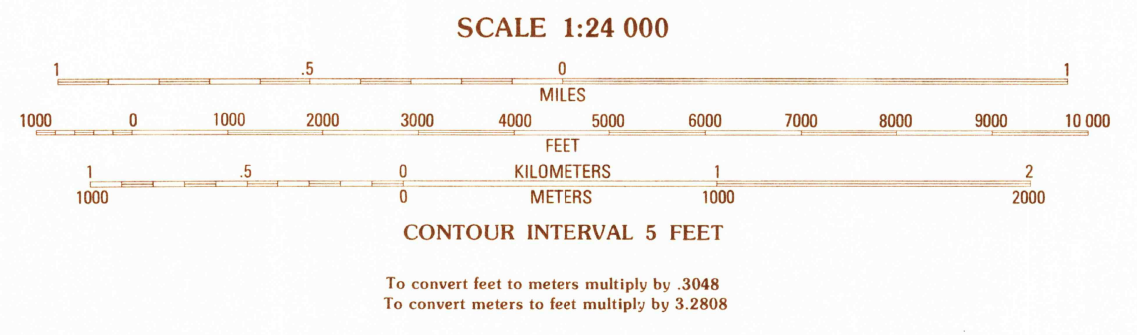 SCALE 1:24 000
1 .5 0 1
MILES
1000 0 1000 2000 3000 4000 5000 6000 7000 8000 9000 10 000
FEET
1 .5 0 KILOMETERS 1 2
1000 0 METERS 1000 2000
CONTOUR INTERVAL 5 FEET
To convert feet to meters multiply by .3048
To convert meters to feet multiply by 3.2808